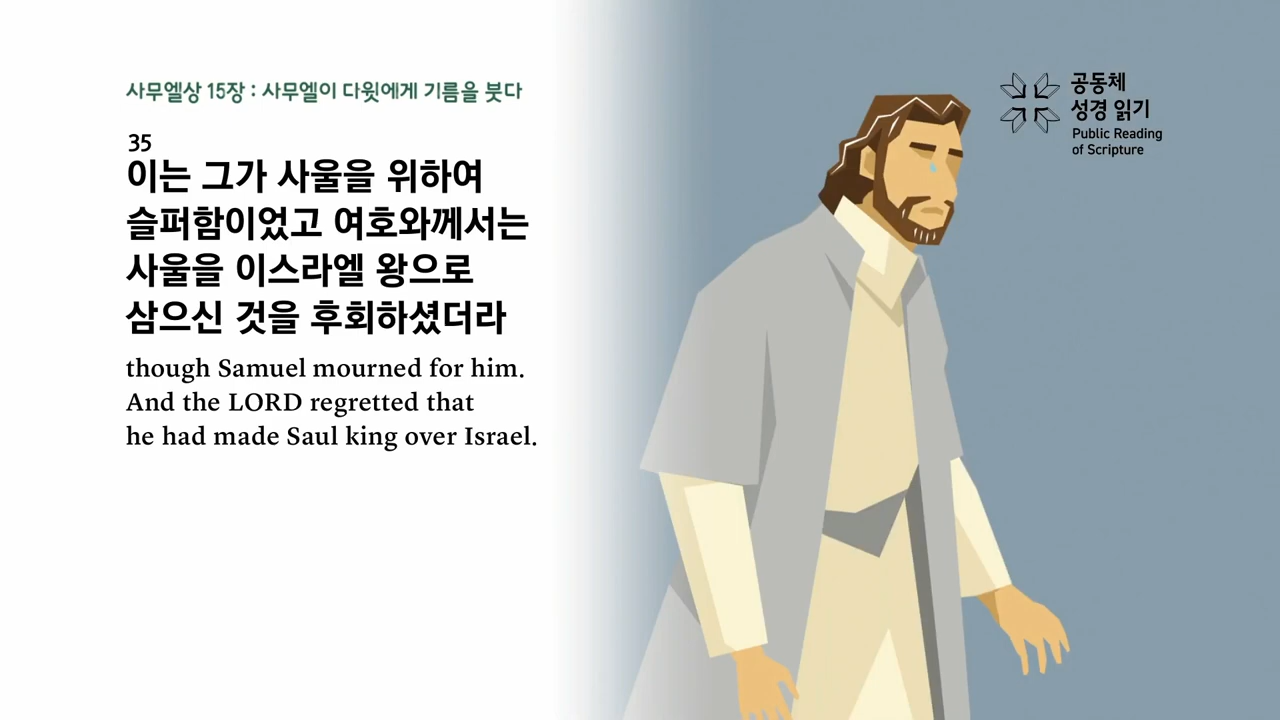 사무엘상 15장 : 사무엘이 다윗에게 기름을 붓다
35
이는 그가 사울을 위하여
슬퍼함이었고 여호와께서는
사울을 이스라엘 왕으로
삼으신 것을 후회하셨더라
though Samuel mourned for him.
And the LORD regretted that
he had made Saul king over Israel.
공동체
성경 읽기
Public Reading
of Scripture